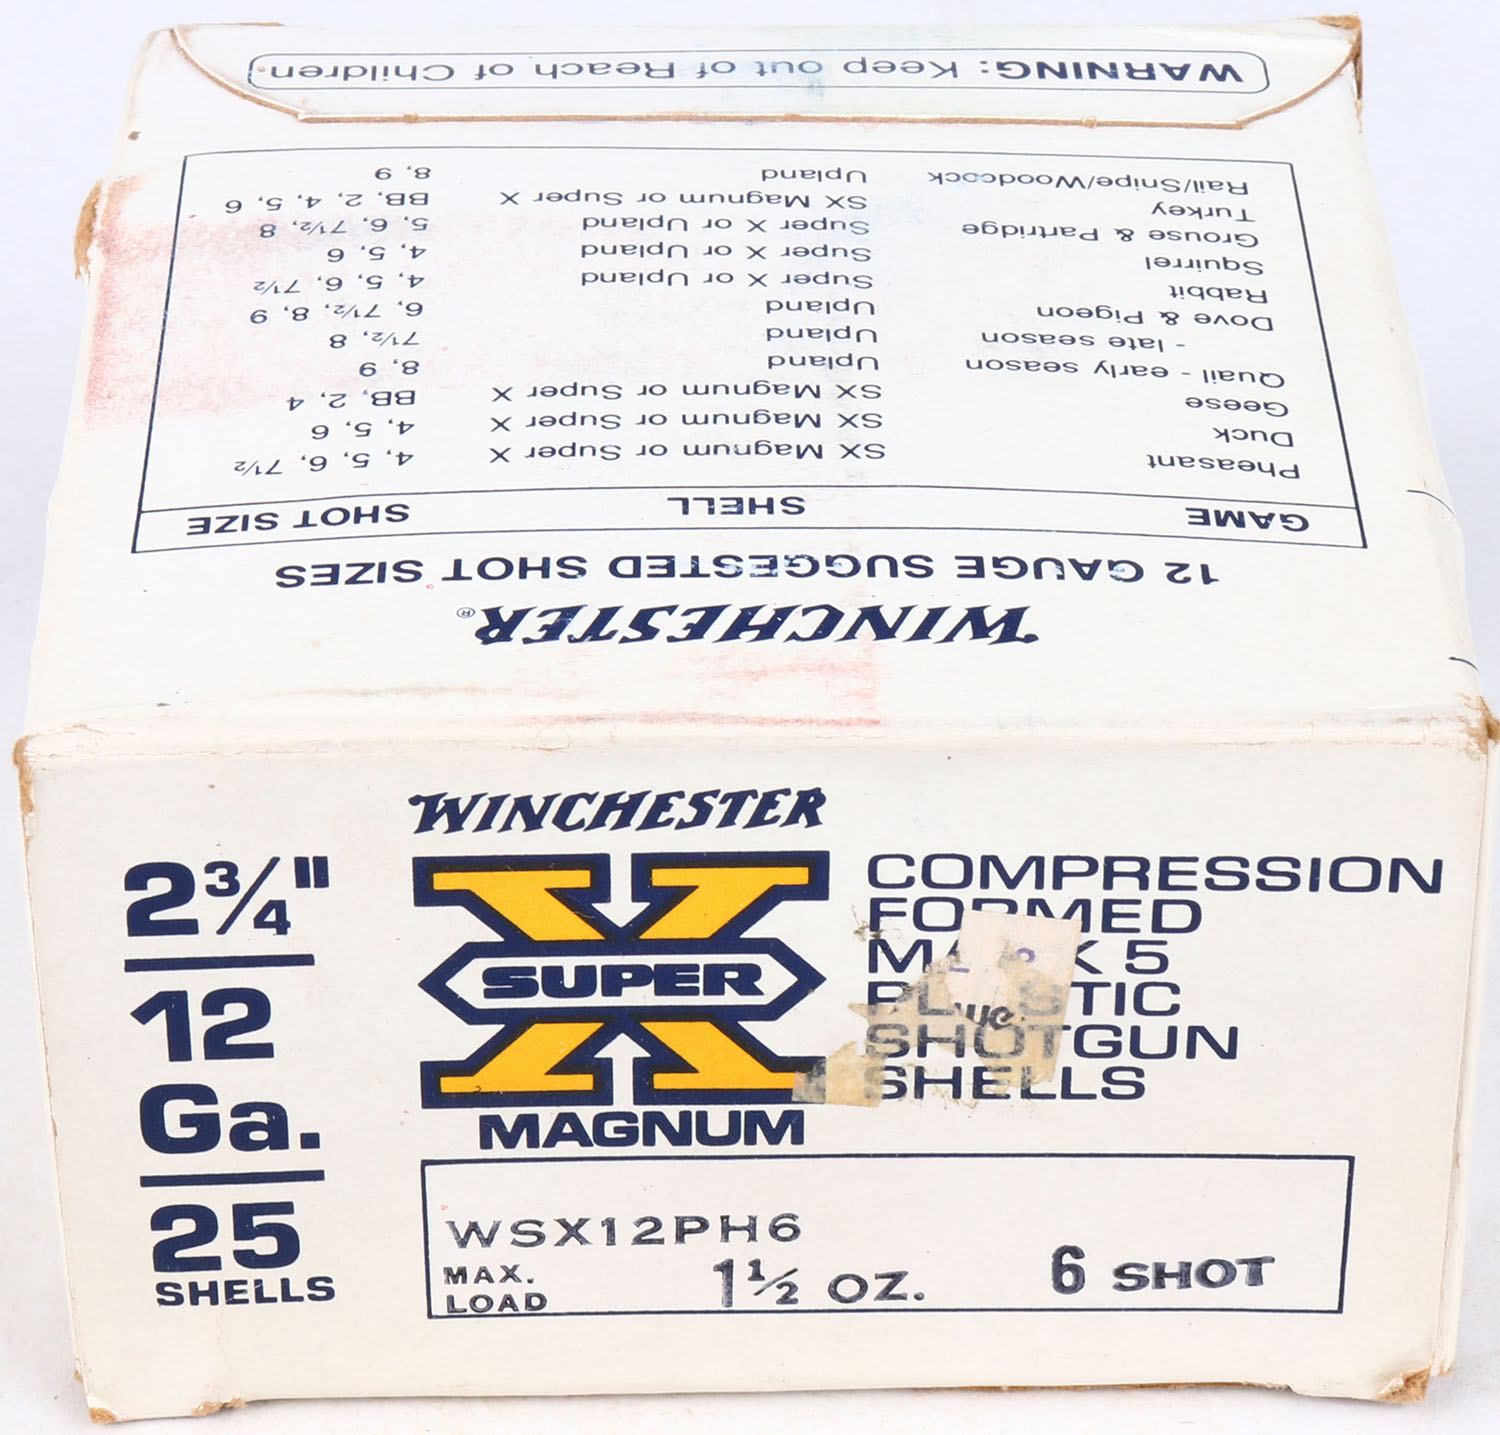 WARNING: Keep out of Reach of Children.
WINCHESTER®
12 GAUGE SUGGESTED SHOT SIZES
GAME SHELL SHOT SIZE
Pheasant SX Magnum or Super X 4, 5, 6, 7½
Duck SX Magnum or Super X 4, 5, 6
Geese SX Magnum or Super X BB, 2, 4
Quail - early season Upland 8, 9
- late season Upland 7½, 8
Dove & Pigeon Upland 6, 7½, 8, 9
Rabbit Super X or Upland 4, 5, 6, 7½
Squirrel Super X or Upland 4, 5, 6
Grouse & Partridge Super X or Upland 5, 6, 7½, 8
Turkey SX Magnum or Super X BB, 2, 4, 5, 6
Rail/Snipe/Woodcock Upland 8, 9
2¾"
12
Ga.
25
SHELLS
WINCHESTER
SUPER X
MAGNUM
COMPRESSION
FORMED
MARK 5
PLASTIC
SHOTGUN
SHELLS
WSX12PH6
MAX.
LOAD 1½ OZ. 6 SHOT